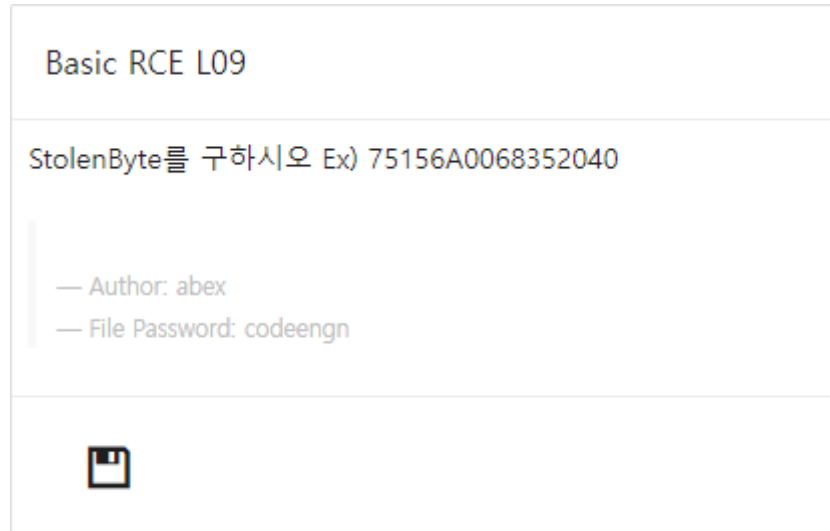 Basic RCE L09
StolenByte를 구하시오 Ex) 75156A0068352040
— Author: abex
— File Password: codeengn